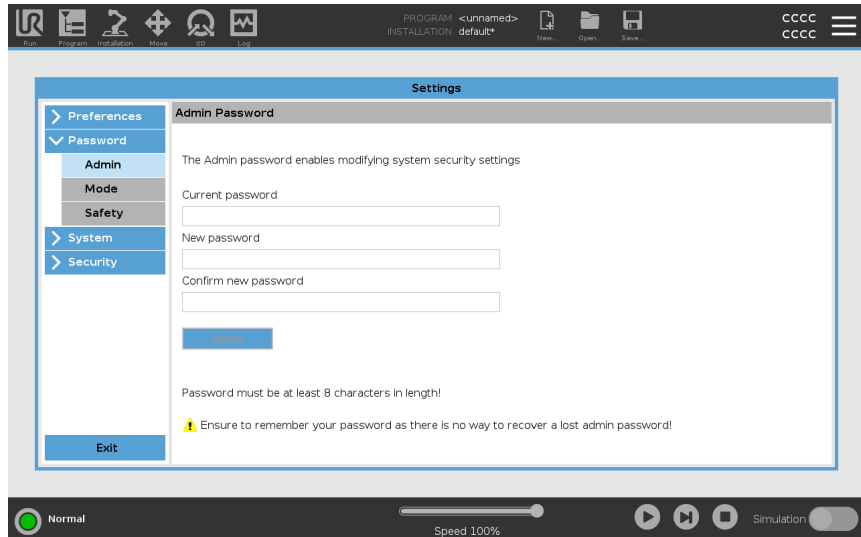 PROGRAM <unnamed>
INSTALLATION default*
CCCC
CCCC
UR
Run
Program
Installation
Move
I/O
Log
New...
Open...
Save...
Settings
Preferences
Password
Admin
Mode
Safety
System
Security
Exit
Admin Password
The Admin password enables modifying system security settings
Current password
New password
Confirm new password
Apply
Password must be at least 8 characters in length!
Ensure to remember your password as there is no way to recover a lost admin password!
Normal
Speed 100%
Simulation